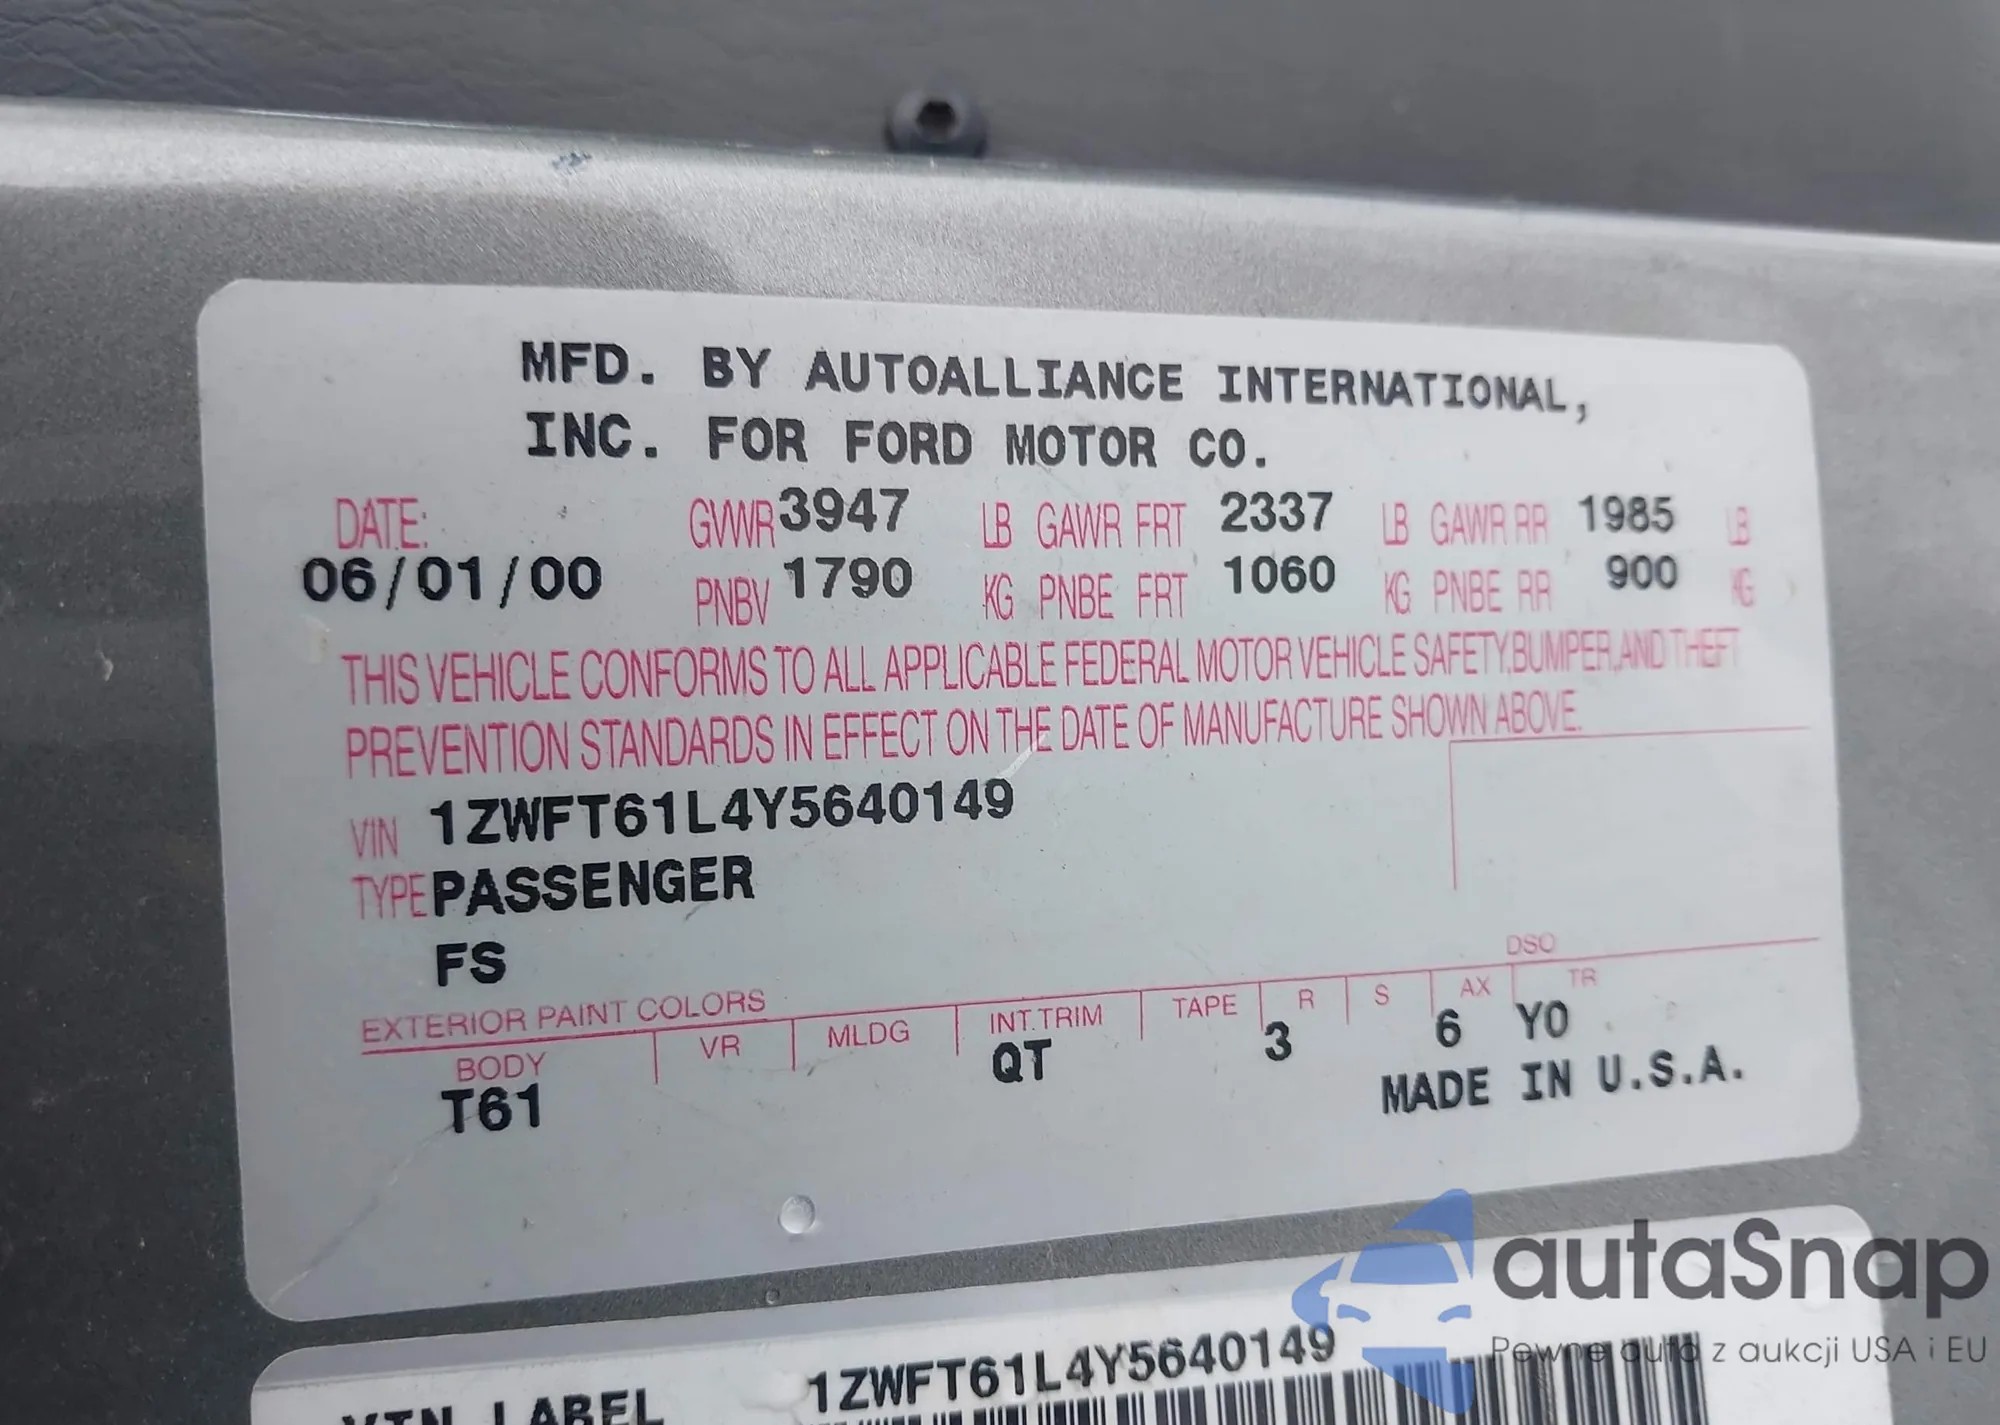 MFD. BY AUTOALLIANCE INTERNATIONAL,
INC. FOR FORD MOTOR CO.
DATE: GVWR 3947 LB GAWR FRT 2337 LB GAWR RR 1985 LB
06/01/00 PNBV 1790 KG PNBE FRT 1060 KG PNBE RR 900 KG
THIS VEHICLE CONFORMS TO ALL APPLICABLE FEDERAL MOTOR VEHICLE SAFETY, BUMPER, AND THEFT
PREVENTION STANDARDS IN EFFECT ON THE DATE OF MANUFACTURE SHOWN ABOVE.
VIN 1ZWFT61L4Y5640149
TYPE PASSENGER
FS
DSO
EXTERIOR PAINT COLORS
BODY VR MLDG INT.TRIM TAPE R S AX TR
T61 QT 3 6 YO
MADE IN U.S.A.
autaSnap
Pewne auta z aukcji USA i EU
VIN LABEL 1ZWFT61L4Y5640149